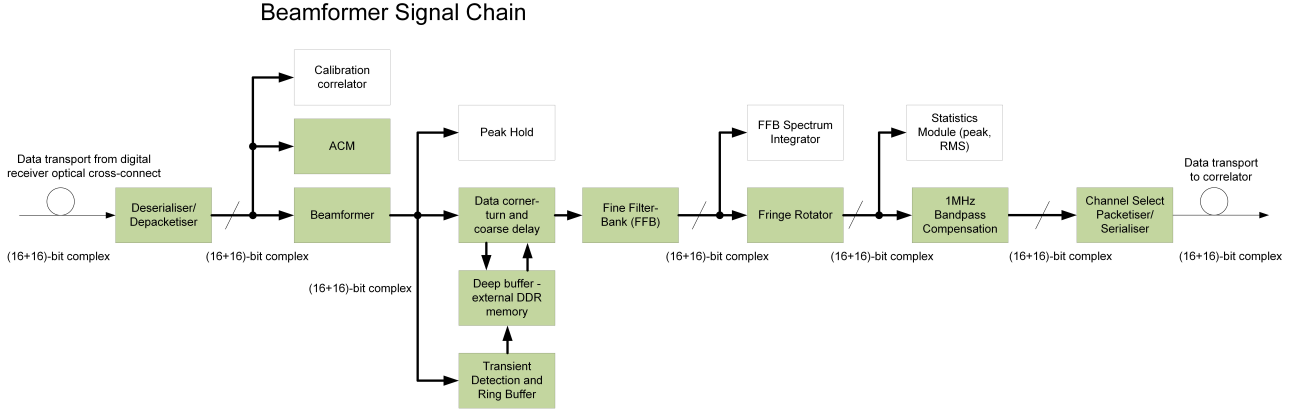 Beamformer Signal Chain
Calibration
correlator
ACM
Peak Hold
FFB Spectrum
Integrator
Statistics
Module (peak,
RMS)
Data transport from digital
receiver optical cross-connect
Data transport
to correlator
Deserialiser/
Depacketiser
Beamformer
Data corner-
turn and
coarse delay
Fine Filter-
Bank (FFB)
Fringe Rotator
1MHz
Bandpass
Compensation
Channel Select
Packetiser/
Serialiser
(16+16)-bit complex
(16+16)-bit complex
(16+16)-bit complex
(16+16)-bit complex
(16+16)-bit complex
(16+16)-bit complex
(16+16)-bit complex
Deep buffer -
external DDR
memory
Transient
Detection and
Ring Buffer